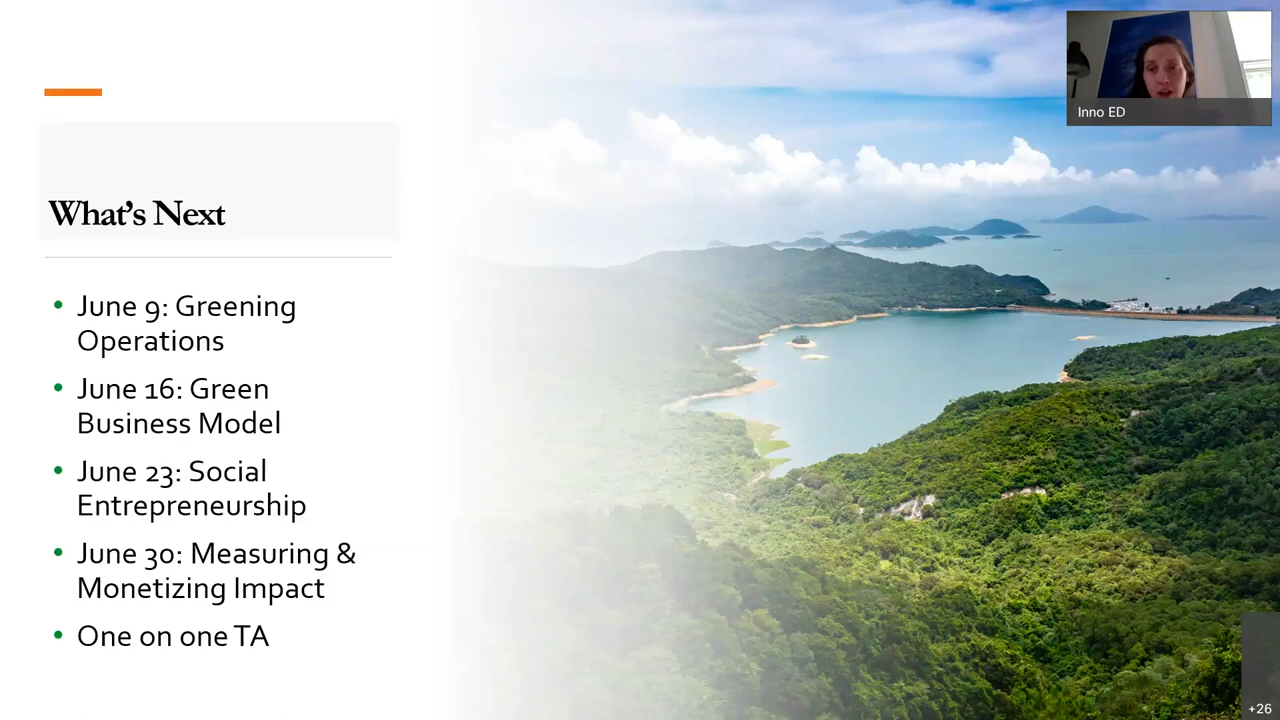 Inno ED
What's Next
• June 9: Greening
Operations
• June 16: Green
Business Model
• June 23: Social
Entrepreneurship
• June 30: Measuring &
Monetizing Impact
• One on one TA
+26